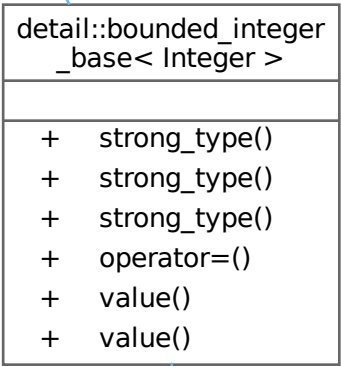 detail::bounded_integer
_base< Integer >
+ strong_type()
+ strong_type()
+ strong_type()
+ operator=()
+ value()
+ value()